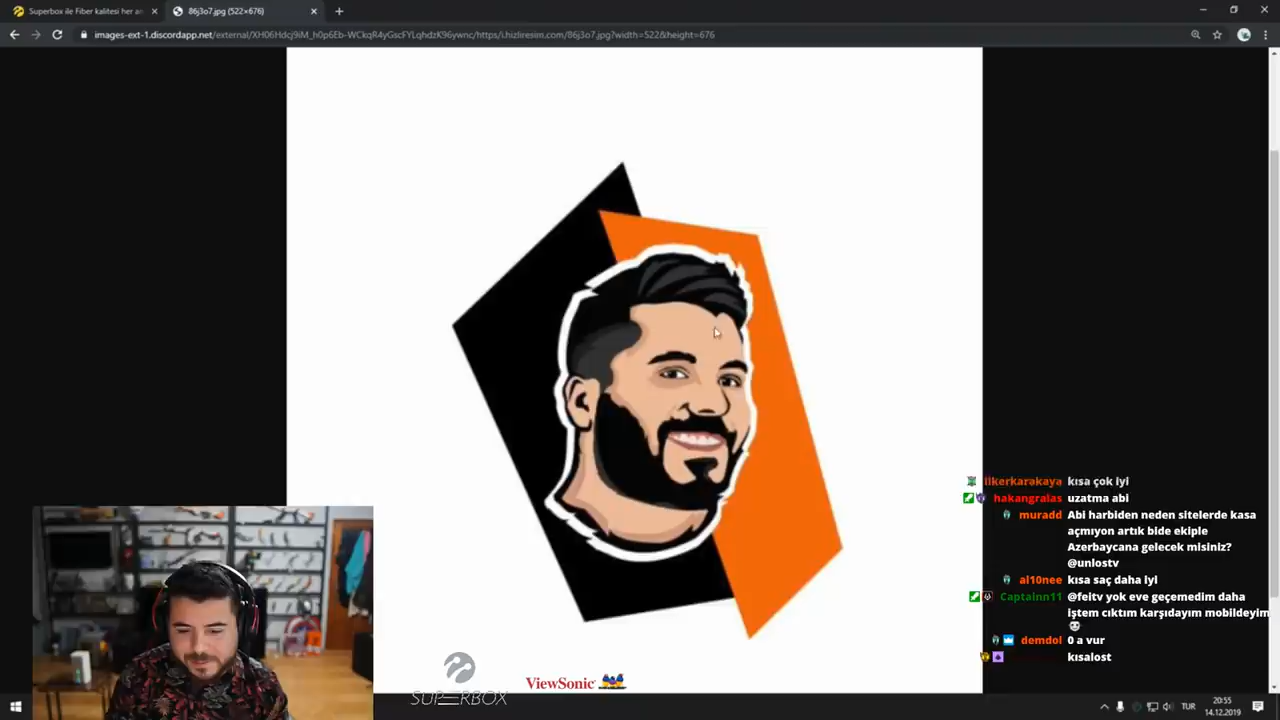 Superbox ile Fiber kalitesi her an
86j3o7.jpg (522×676)
images-ext-1.discordapp.net/external/XH06Hdcj9iM_h0p6Eb-WCkqR4yGscFYLqhdzK96ywnc/https/i.hizliresim.com/86j3o7.jpg?width=522&height=676
ilkerkarakaya kısa çok iyi
hakangralas uzatma abi
muradd Abi harbiden neden sitelerde kasa
açmıyon artık bide ekiple
Azerbaycana gelecek misiniz?
@unlostv
al10nee kısa saç daha iyi
Captainn11 @feitv yok eve geçemedim daha
iştem cıktım karşıdayım mobildeyim
demdol 0 a vur
kısalost
SUPERBOX
ViewSonic
TUR
20:55
14.12.2019